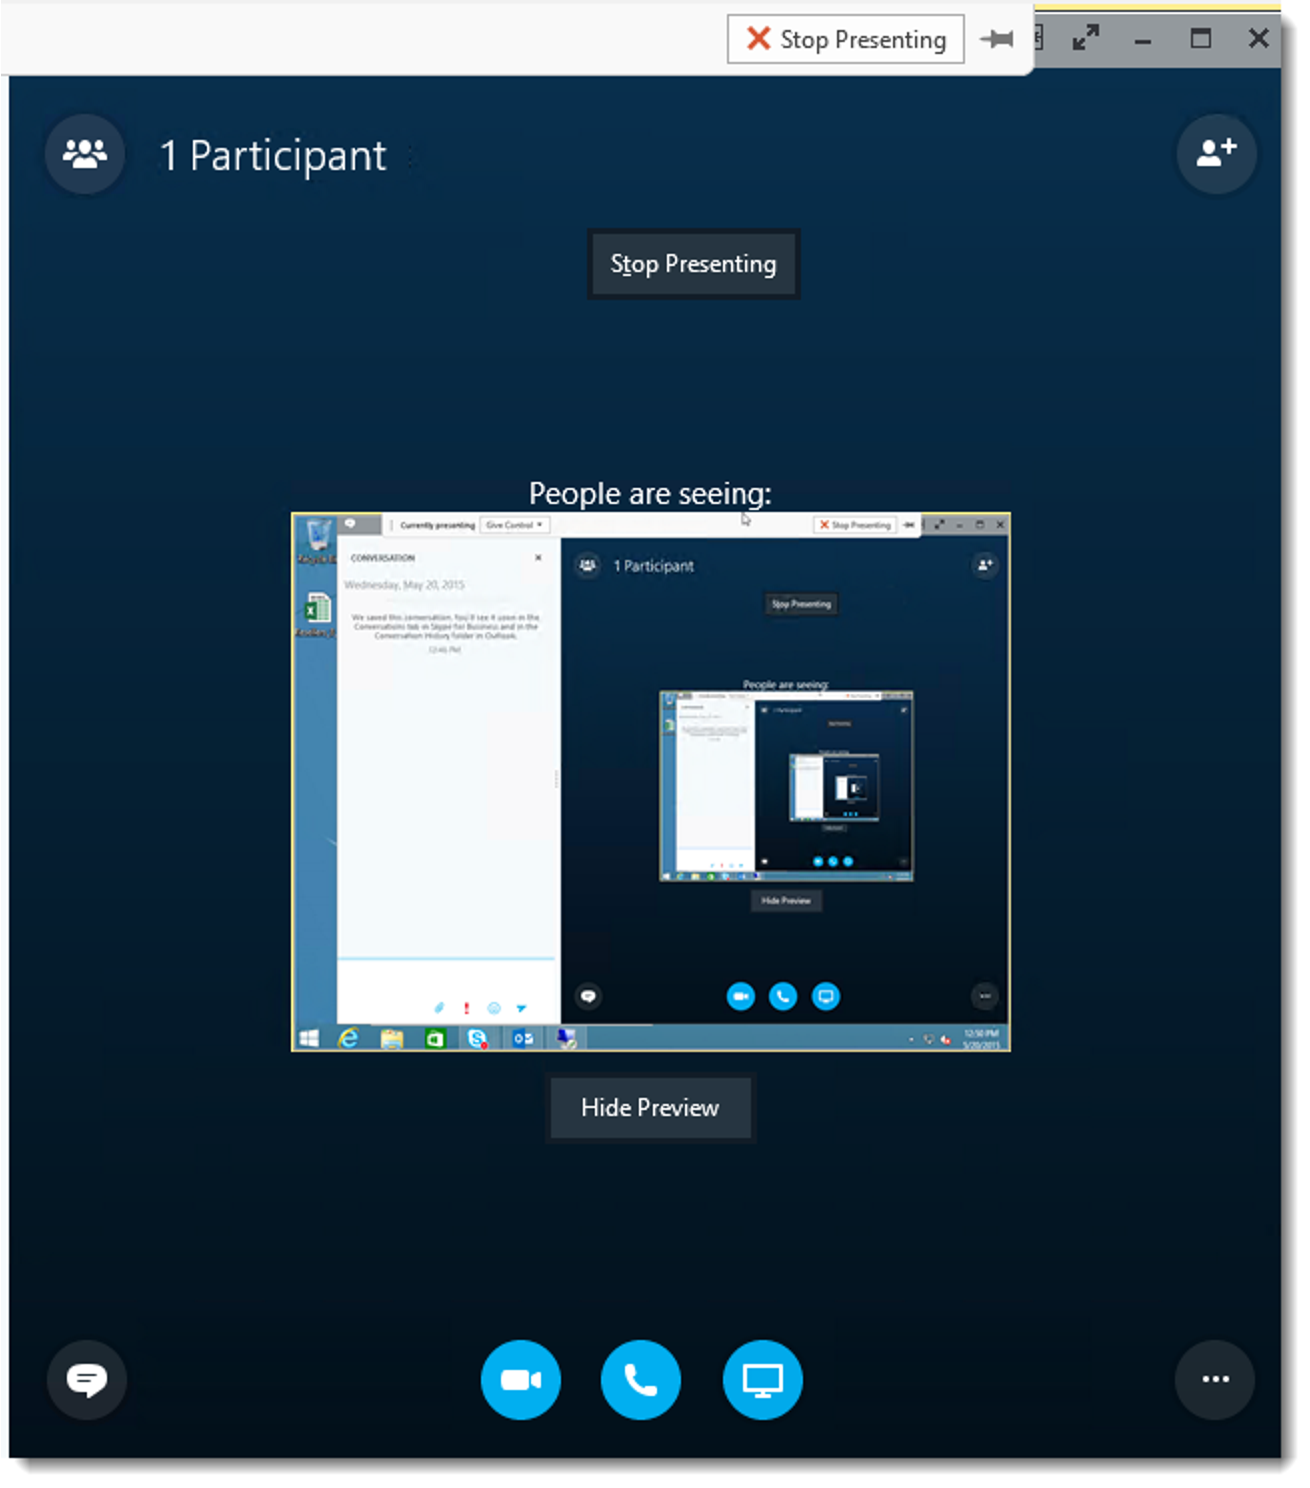 Stop Presenting
1 Participant
Stop Presenting
People are seeing:
Currently presenting Give Control
Stop Presenting
CONVERSATION
Wednesday, May 20, 2015
We saved this conversation. You'll see it soon in the
Conversations tab in Skype for Business and in the
Conversation History folder in Outlook.
12:46 PM
1 Participant
Stop Presenting
People are seeing:
1 Participant
Hide Preview
12:50 PM
5/20/2015
Hide Preview